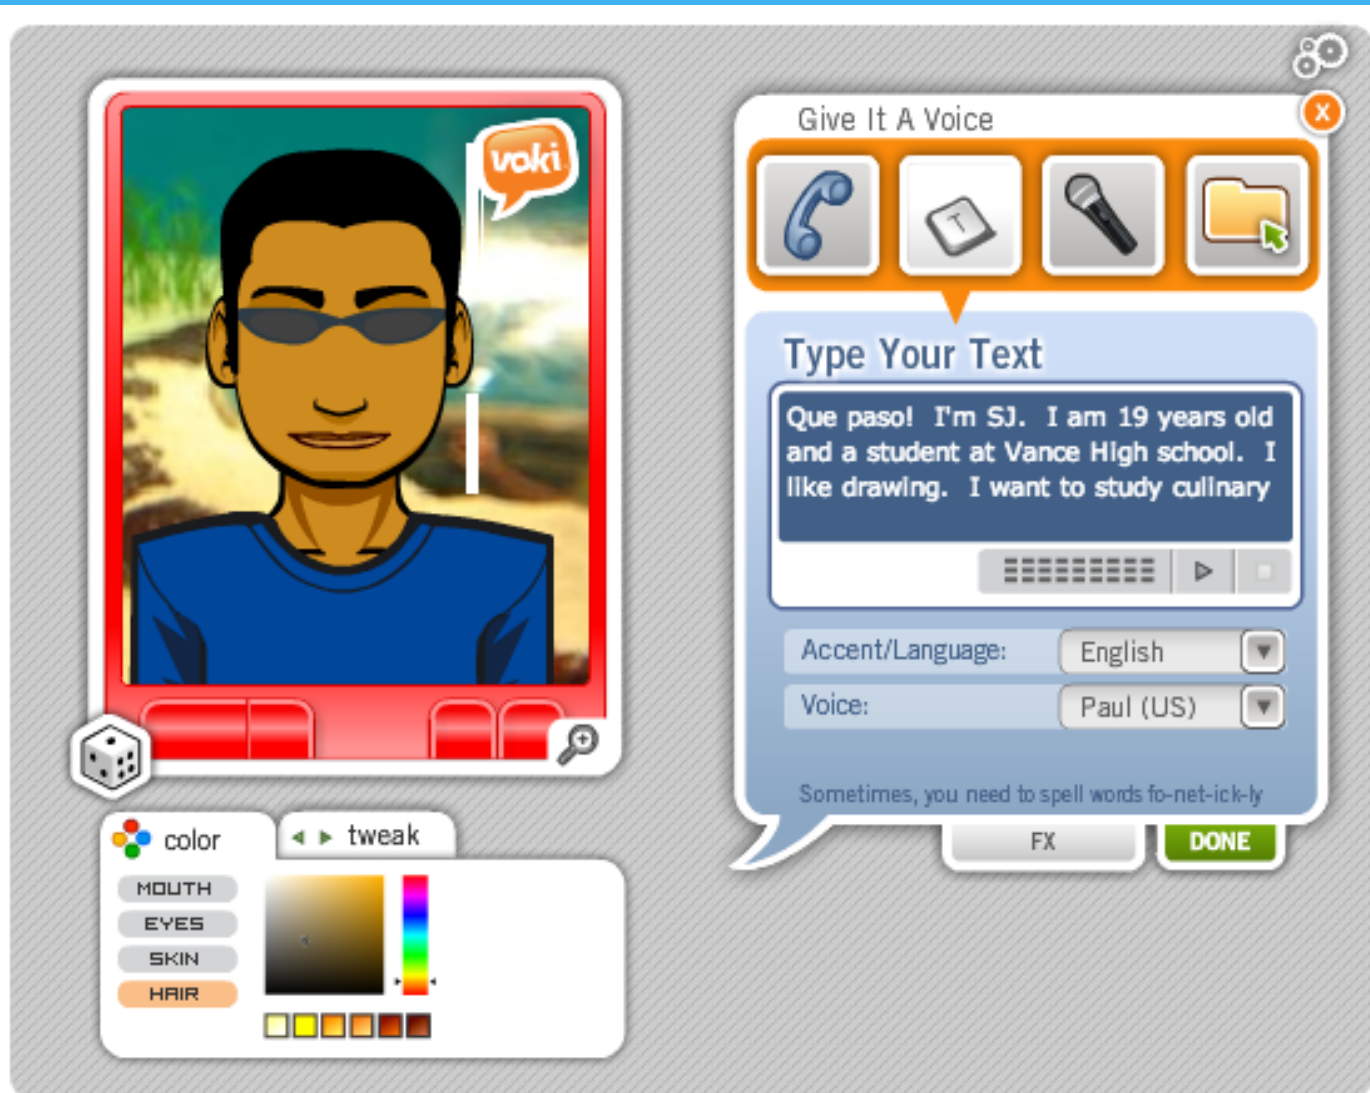 voki
Give It A Voice
X
T
Type Your Text
Que paso!  I'm SJ.  I am 19 years old
and a student at Vance High school.  I
like drawing.  I want to study culinary
Accent/Language: English
Voice: Paul (US)
Sometimes, you need to spell words fo-net-ick-ly
FX DONE
color tweak
MOUTH
EYES
SKIN
HAIR